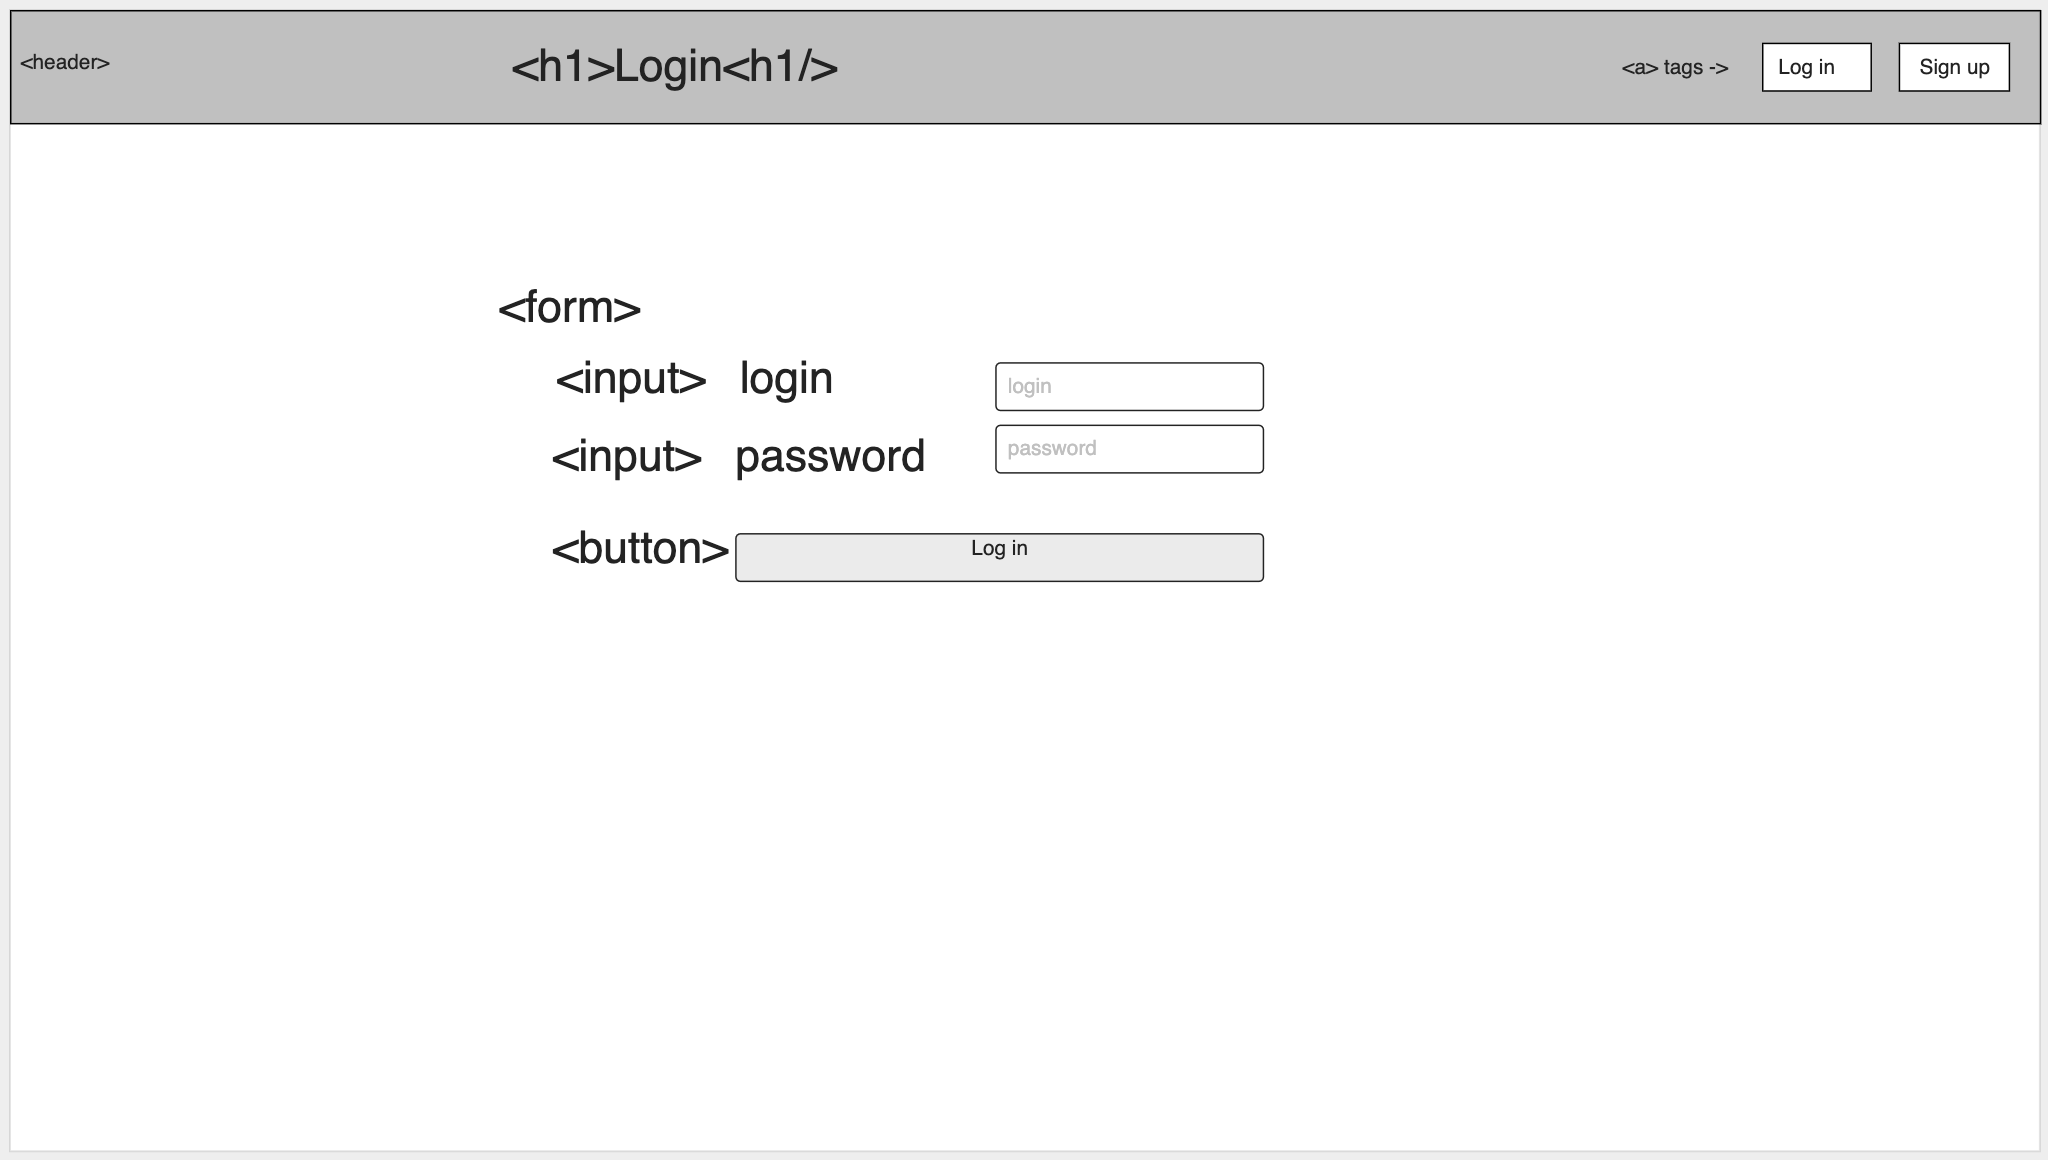 <header>
<h1>Login<h1/>
<a> tags ->
Log in
Sign up
<form>
<input> login
login
<input> password
password
<button>
Log in